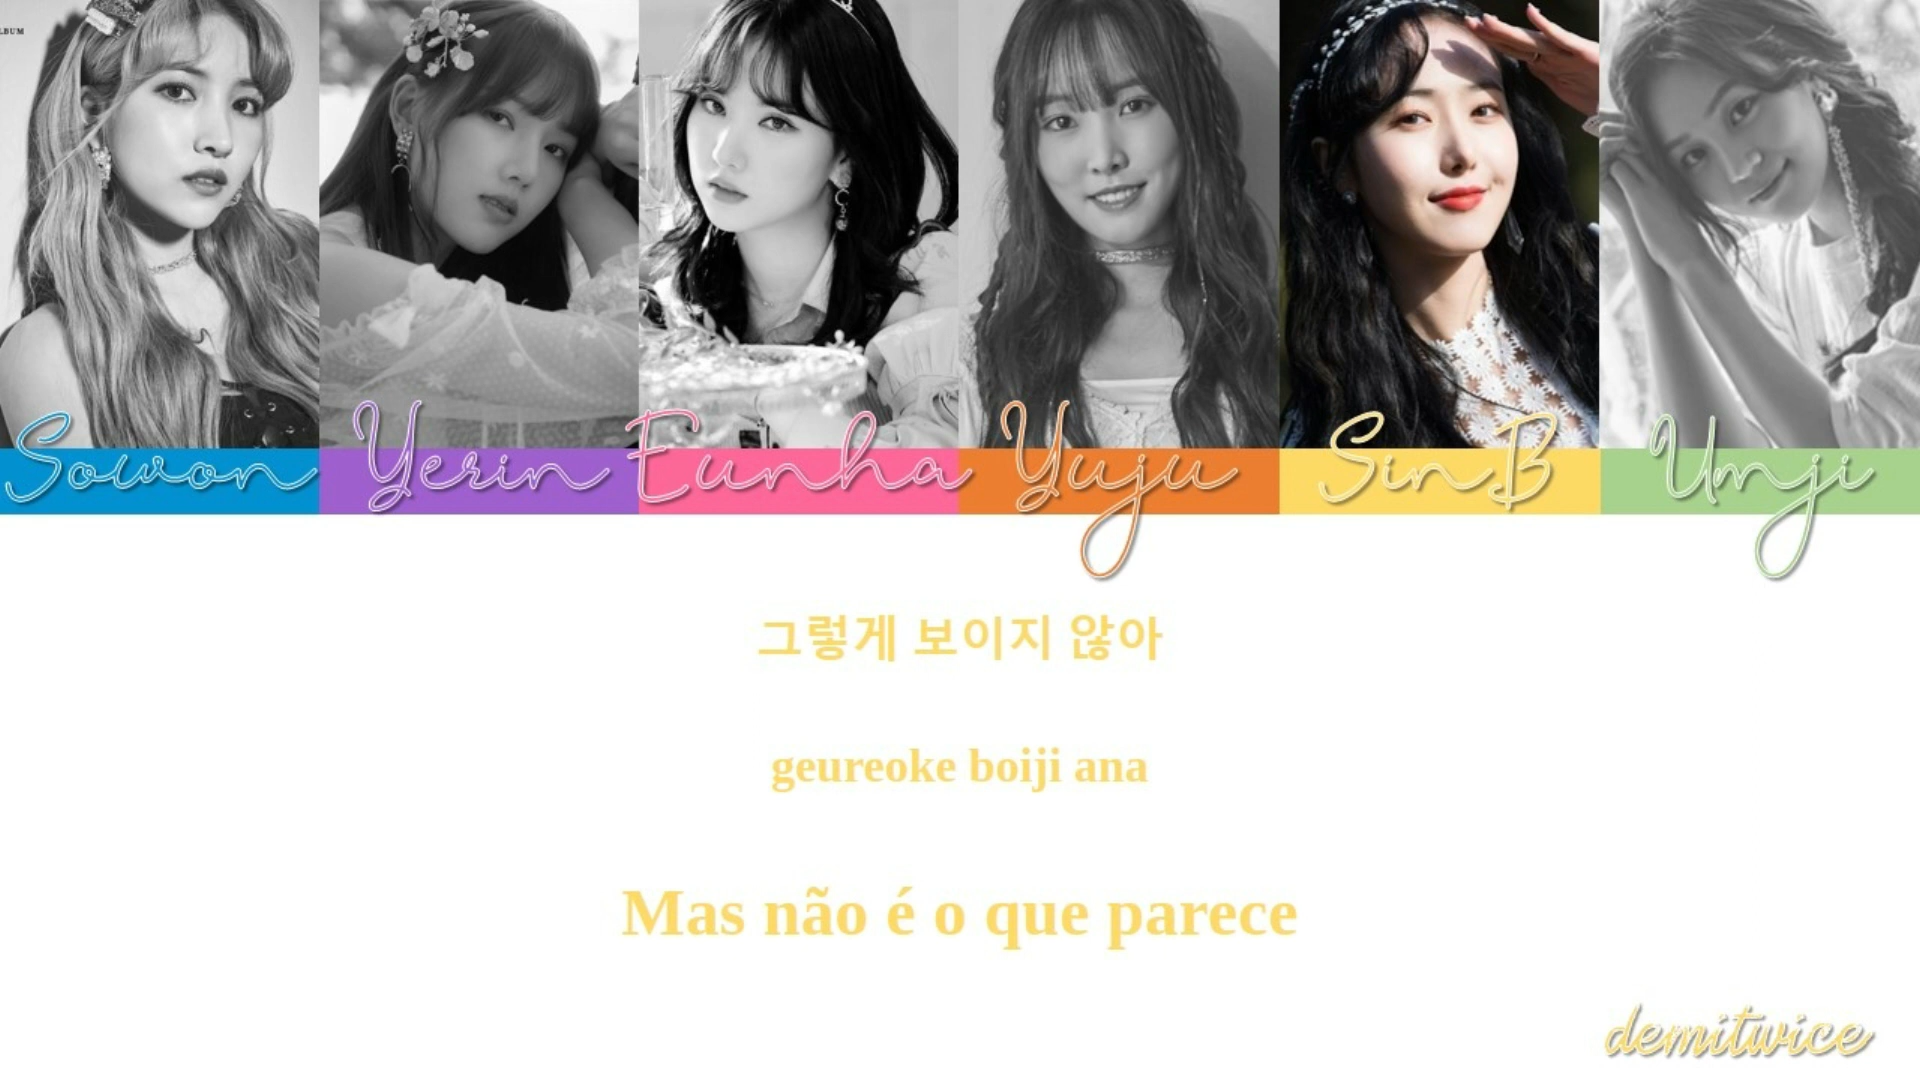 LBUM
Sowon Yerin Eunha Yuju SinB Umji
그렇게 보이지 않아
geureoke boiji ana
Mas não é o que parece
demitwice